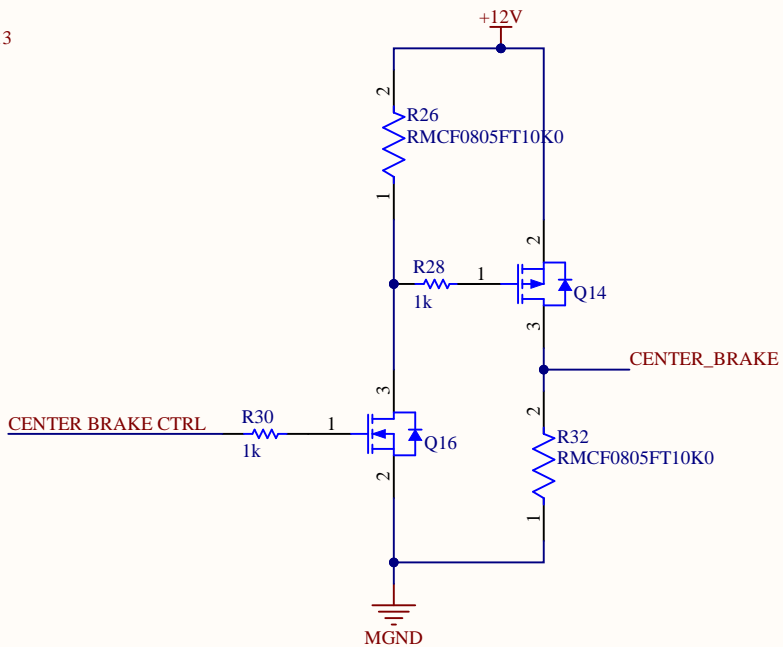 +12V
3
2
R26
RMCF0805FT10K0
1
2
R28
1
1k
Q14
3
CENTER_BRAKE
3
CENTER BRAKE CTRL
R30
1
1k
Q16
2
2
R32
RMCF0805FT10K0
1
MGND